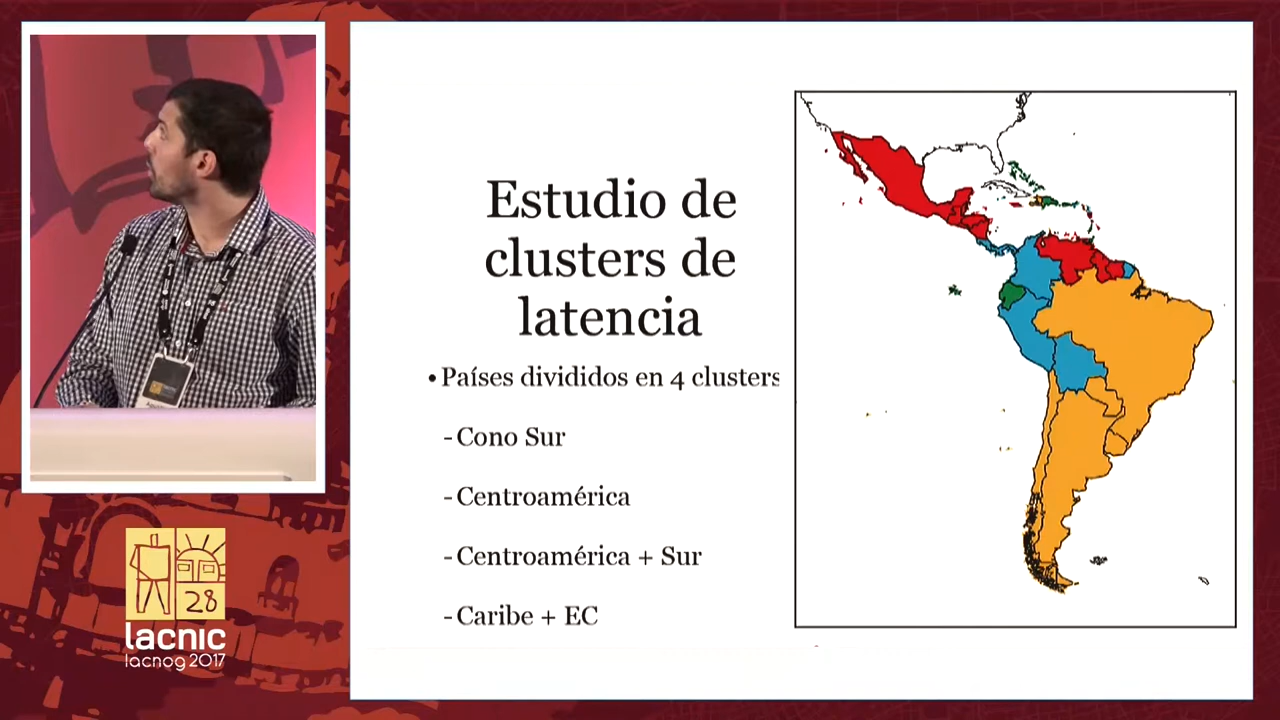 Estudio de
clusters de
latencia
•Países divididos en 4 clusters
-Cono Sur
-Centroamérica
-Centroamérica + Sur
-Caribe + EC
28
lacnic
lacnog 2017